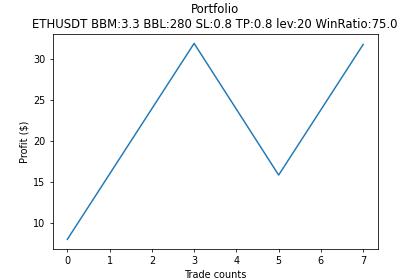 Portfolio
ETHUSDT BBM:3.3 BBL:280 SL:0.8 TP:0.8 lev:20 WinRatio:75.0
30
25
20
15
10
Profit ($)
0 1 2 3 4 5 6 7
Trade counts